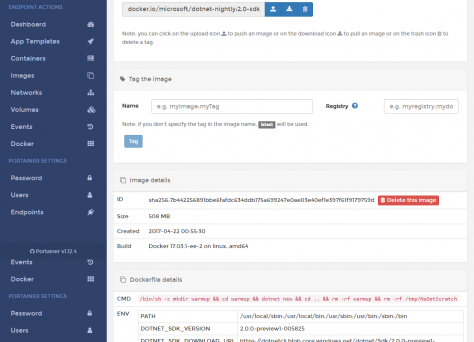 ENDPOINT ACTIONS
Dashboard
App Templates
Containers
Images
Networks
Volumes
Events
Docker
PORTAINER SETTINGS
Password
Users
Endpoints
Portainer v1.12.4
Events
Docker
PORTAINER SETTINGS
Password
Users
docker.io/microsoft/dotnet-nightly:2.0-sdk
Note: you can click on the upload icon to push an image or on the download icon to pull an image or on the trash icon to
delete a tag.
Tag the image
Name e.g. myImage:myTag Registry e.g. myregistry.mydo
Note: if you don't specify the tag in the image name, latest will be used.
Tag
Image details
ID Delete this image
Size 508 MB
Created 2017-04-22 00:55:30
Build Docker 17.03.1-ee-2 on linux, amd64
Dockerfile details
CMD /bin/sh -c mkdir warmup && cd warmup && dotnet new && cd .. && rm -rf warmup && rm -rf /tmp/NuGetScratch
ENV PATH /usr/local/sbin:/usr/local/bin:/usr/sbin:/usr/bin:/sbin:/bin
DOTNET_SDK_VERSION 2.0.0-preview1-005825
DOTNET_SDK_DOWNLOAD_URL https://dotnetcli.blob.core.windows.net/dotnet/Sdk/2.0.0-preview1-